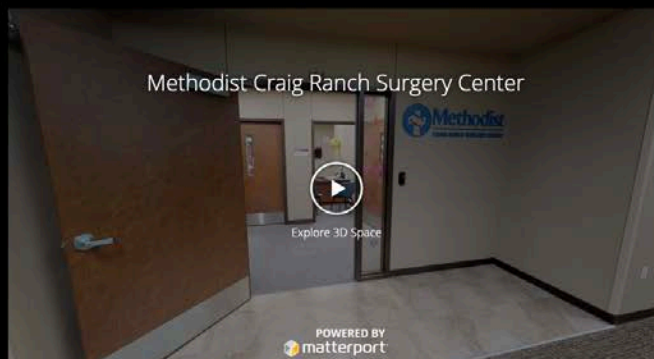 Methodist Craig Ranch Surgery Center
Methodist
Explore 3D Space
POWERED BY
matterport